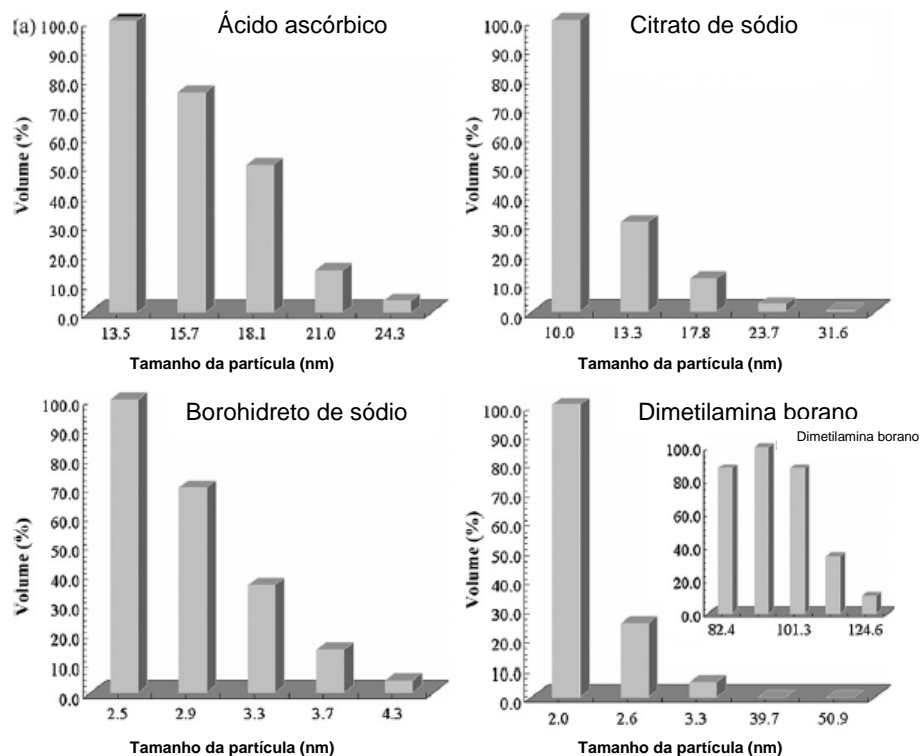 (a)
Ácido ascórbico
100.0
90.0
80.0
70.0
60.0
50.0
40.0
30.0
20.0
10.0
0.0
Volume (%)
13.5 15.7 18.1 21.0 24.3
Tamanho da partícula (nm)
Citrato de sódio
100.0
90.0
80.0
70.0
60.0
50.0
40.0
30.0
20.0
10.0
0.0
Volume (%)
10.0 13.3 17.8 23.7 31.6
Tamanho da partícula (nm)
Borohidreto de sódio
100.0
90.0
80.0
70.0
60.0
50.0
40.0
30.0
20.0
10.0
0.0
Volume (%)
2.5 2.9 3.3 3.7 4.3
Tamanho da partícula (nm)
Dimetilamina borano
100.0
90.0
80.0
70.0
60.0
50.0
40.0
30.0
20.0
10.0
0.0
Volume (%)
Dimetilamina borano
100.0
80.0
60.0
40.0
20.0
0.0
82.4 101.3 124.6
2.0 2.6 3.3 39.7 50.9
Tamanho da partícula (nm)